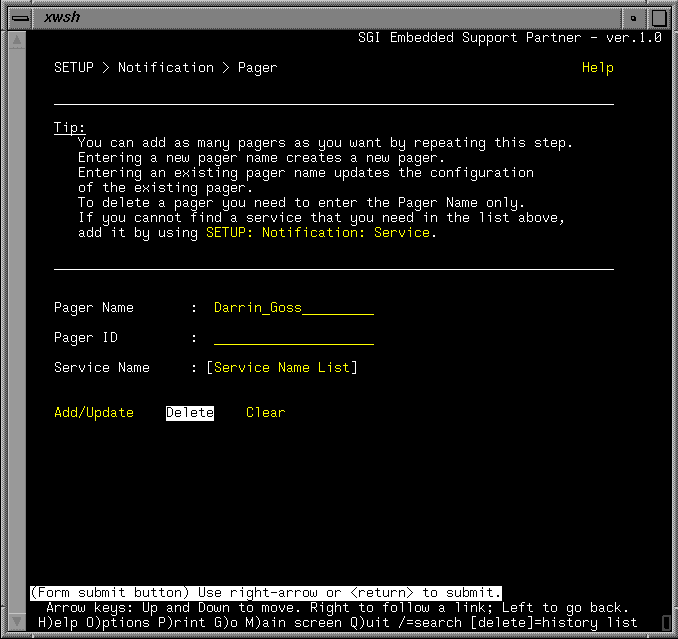 xwsh
SGI Embedded Support Partner - ver.1.0
SETUP > Notification > Pager Help
Tip:
You can add as many pagers as you want by repeating this step.
Entering a new pager name creates a new pager.
Entering an existing pager name updates the configuration
of the existing pager.
To delete a pager you need to enter the Pager Name only.
If you cannot find a service that you need in the list above,
add it by using SETUP: Notification: Service.
Pager Name : Darrin_Goss_________
Pager ID : ____________________
Service Name : [Service Name List]
Add/Update Delete Clear
(Form submit button) Use right-arrow or <return> to submit.
Arrow keys: Up and Down to move. Right to follow a link; Left to go back.
H)elp O)ptions P)rint G)o M)ain screen Q)uit /=search [delete]=history list